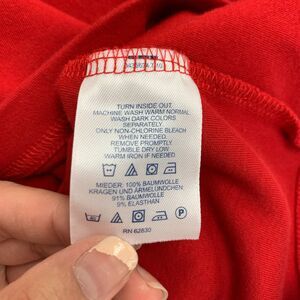 TURN INSIDE OUT.
MACHINE WASH WARM NORMAL
WASH DARK COLORS
SEPARATELY
ONLY NON-CHLORINE BLEACH
WHEN NEEDED.
REMOVE PROMPTLY
TUMBLE DRY LOW
WARM IRON IF NEEDED.
MIEDER: 100% BAUMWOLLE
KRAGEN UND ÄRMELÜNDCHEN:
91% BAUMWOLLE
9% ELASTHAN
P
RN 62830